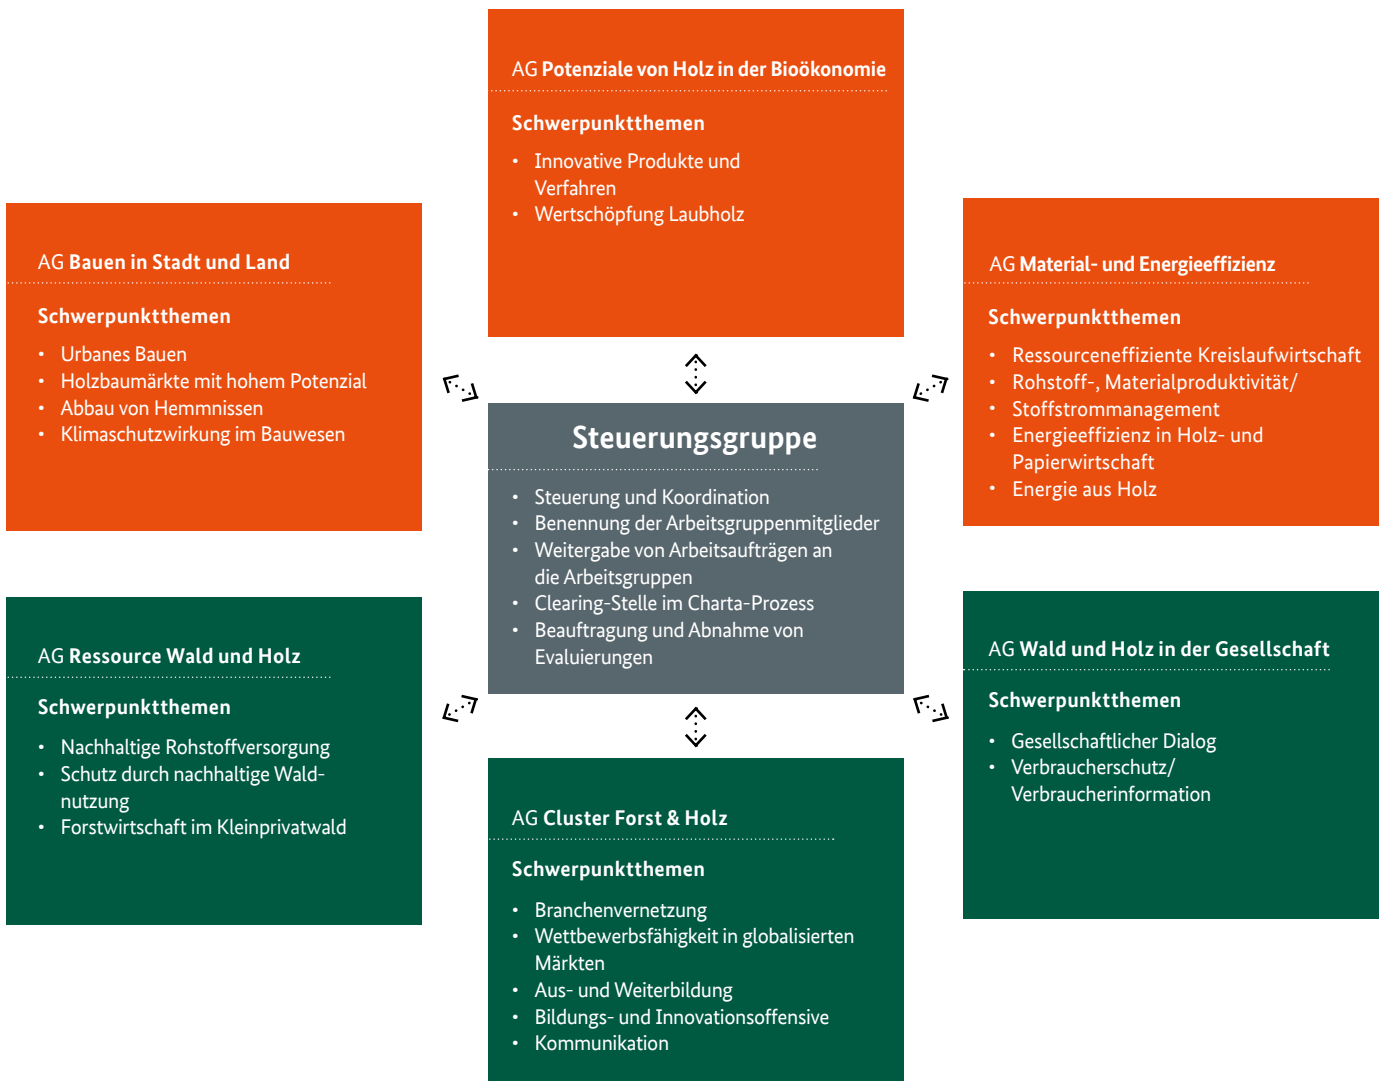 AG Potenziale von Holz in der Bioökonomie
Schwerpunktthemen
• Innovative Produkte und
Verfahren
• Wertschöpfung Laubholz
AG Bauen in Stadt und Land
Schwerpunktthemen
• Urbanes Bauen
• Holzbaumärkte mit hohem Potenzial
• Abbau von Hemmnissen
• Klimaschutzwirkung im Bauwesen
AG Material- und Energieeffizienz
Schwerpunktthemen
• Ressourceneffiziente Kreislaufwirtschaft
• Rohstoff-, Materialproduktivität/
• Stoffstrommanagement
• Energieeffizienz in Holz- und
Papierwirtschaft
• Energie aus Holz
Steuerungsgruppe
• Steuerung und Koordination
• Benennung der Arbeitsgruppenmitglieder
• Weitergabe von Arbeitsaufträgen an
die Arbeitsgruppen
• Clearing-Stelle im Charta-Prozess
• Beauftragung und Abnahme von
Evaluierungen
AG Ressource Wald und Holz
Schwerpunktthemen
• Nachhaltige Rohstoffversorgung
• Schutz durch nachhaltige Wald-
nutzung
• Forstwirtschaft im Kleinprivatwald
AG Wald und Holz in der Gesellschaft
Schwerpunktthemen
• Gesellschaftlicher Dialog
• Verbraucherschutz/
Verbraucherinformation
AG Cluster Forst & Holz
Schwerpunktthemen
• Branchenvernetzung
• Wettbewerbsfähigkeit in globalisierten
Märkten
• Aus- und Weiterbildung
• Bildungs- und Innovationsoffensive
• Kommunikation